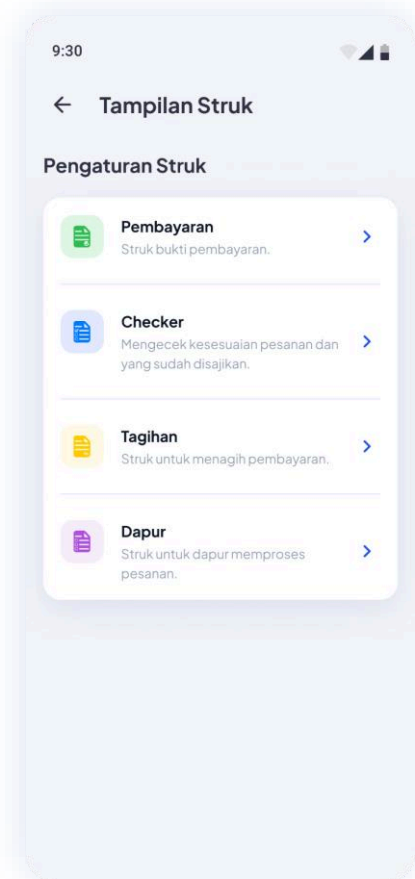 9:30
Tampilan Struk
Pengaturan Struk
Pembayaran
Struk bukti pembayaran.
Checker
Mengecek kesesuaian pesanan dan
yang sudah disajikan.
Tagihan
Struk untuk menagih pembayaran.
Dapur
Struk untuk dapur memproses
pesanan.